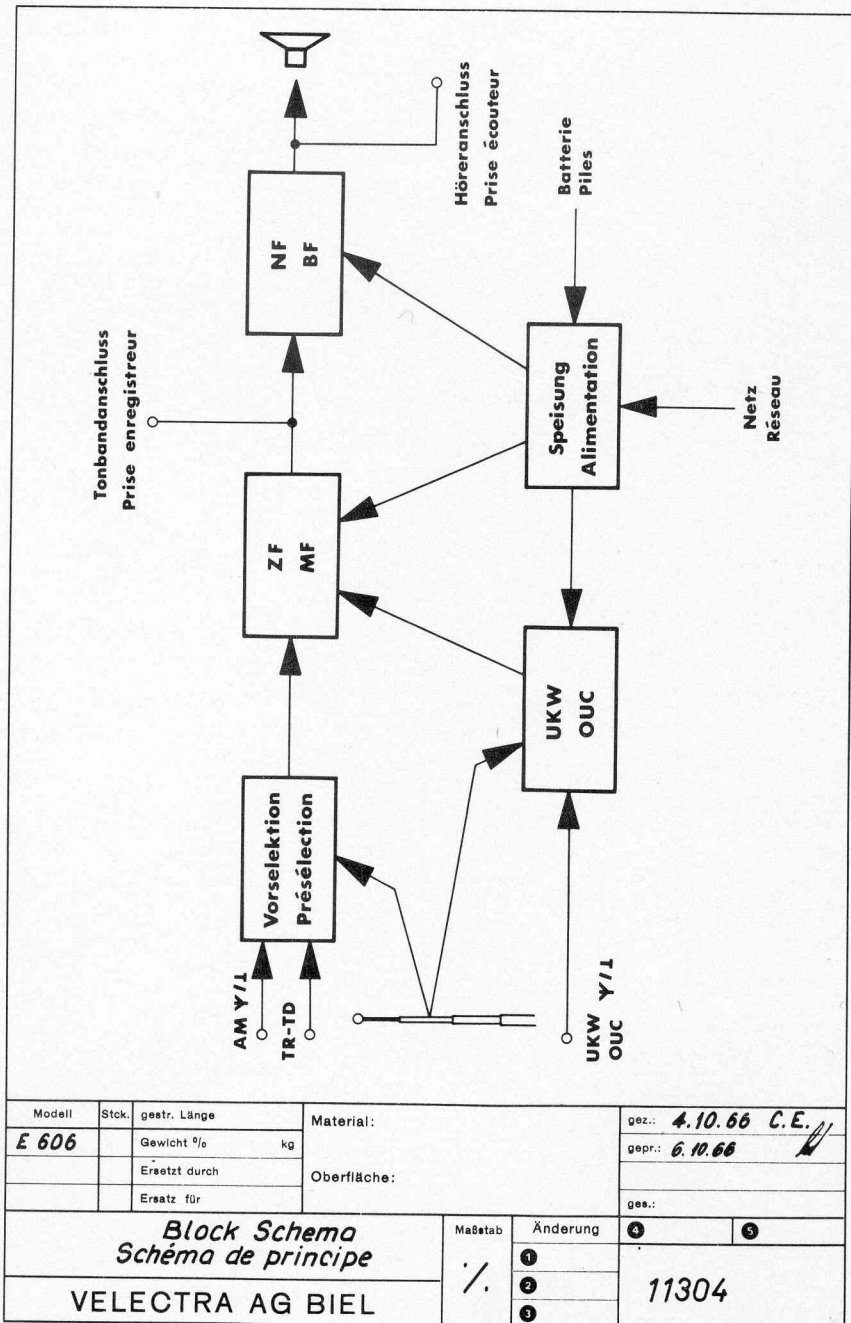 Tonbandanschluss
Prise enregistreur
Höreranschluss
Prise écouteur
AM
TR-TD
Vorselektion
Présélection
ZF
MF
NF
BF
UKW
OUC
UKW
OUC
Speisung
Alimentation
Batterie
Piles
Netz
Réseau
Modell
Stck.
gestr. Länge
Material:
gez.: 4.10.66 C.E.
E 606
Gewicht % kg
gepr.: 6.10.66
Ersetzt durch
Oberfläche:
Ersatz für
ges.:
Block Schema
Schéma de principe
Maßstab
Änderung
4
5
·/.
1
2
3
11304
VELECTRA AG BIEL